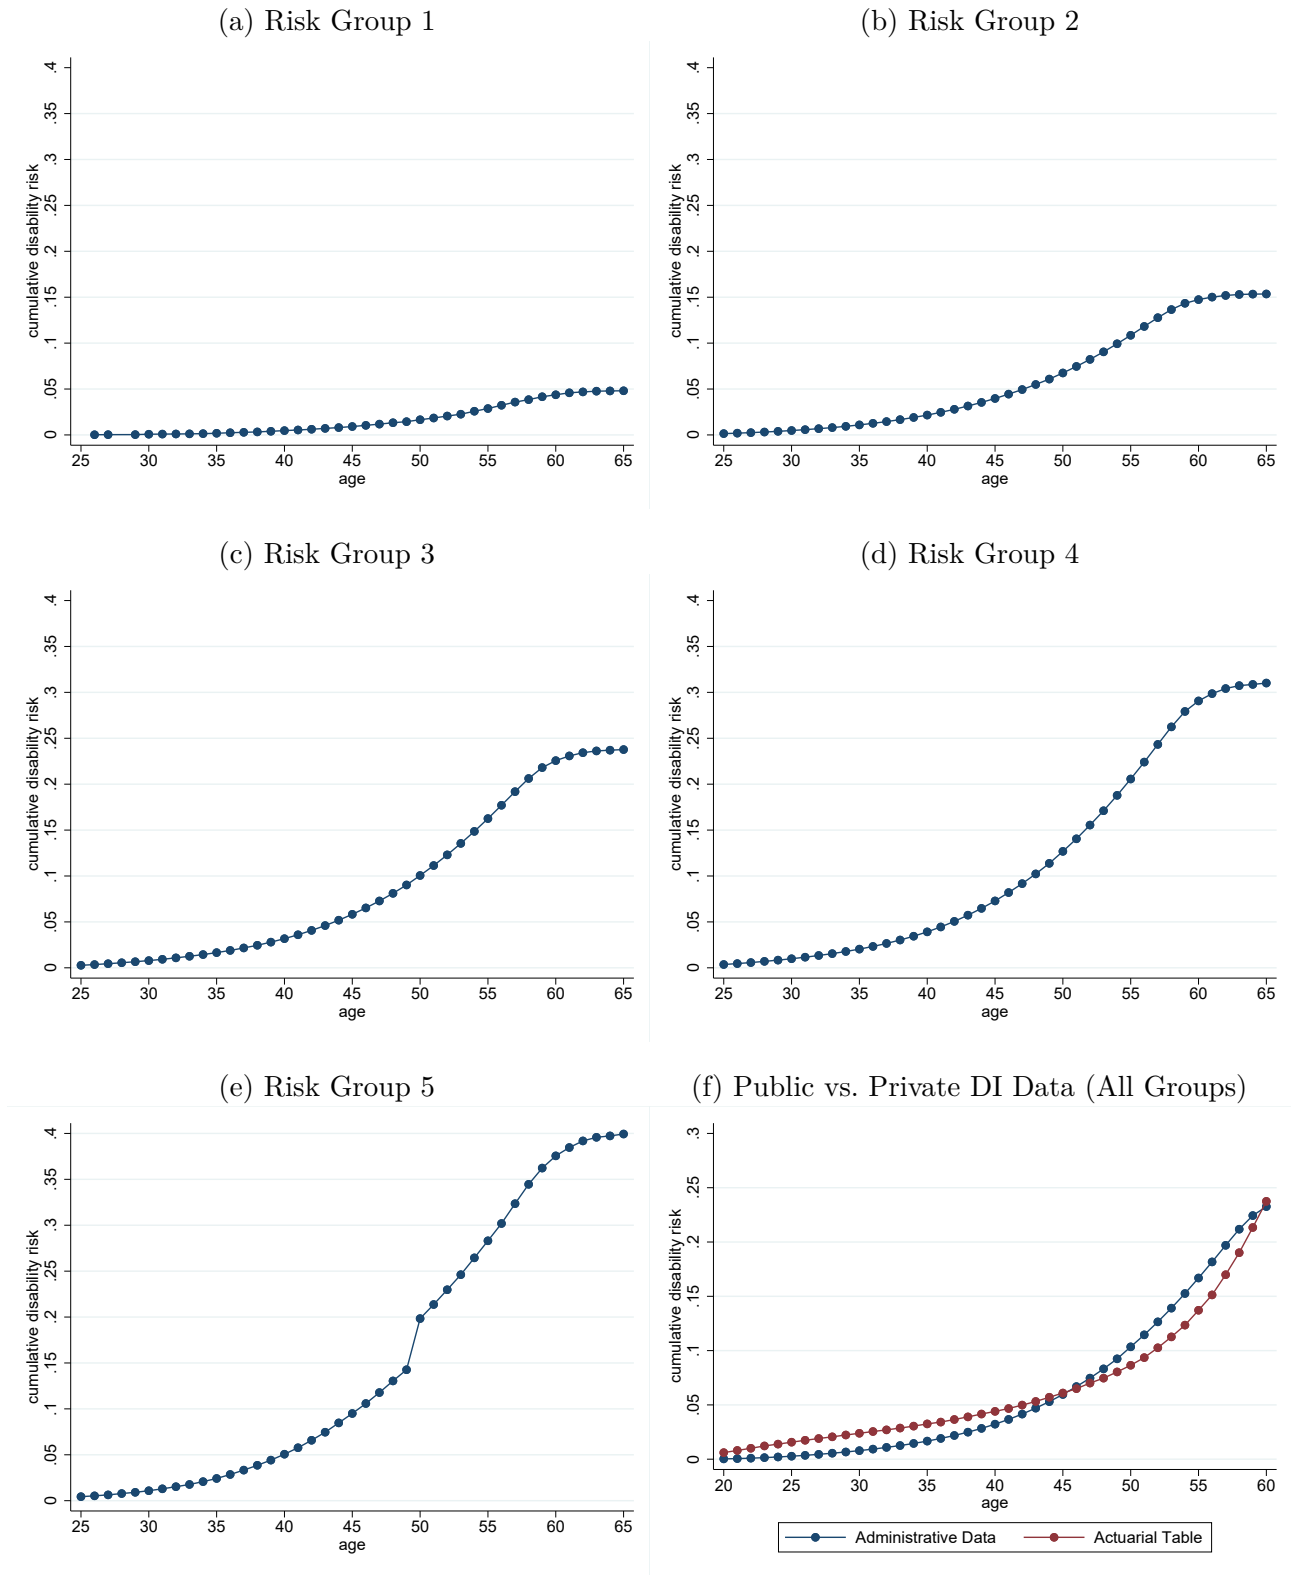 (a) Risk Group 1
cumulative disability risk
.4
.35
.3
.25
.2
.15
.1
.05
0
25 30 35 40 45 50 55 60 65
age
(b) Risk Group 2
cumulative disability risk
.4
.35
.3
.25
.2
.15
.1
.05
0
25 30 35 40 45 50 55 60 65
age
(c) Risk Group 3
cumulative disability risk
.4
.35
.3
.25
.2
.15
.1
.05
0
25 30 35 40 45 50 55 60 65
age
(d) Risk Group 4
cumulative disability risk
.4
.35
.3
.25
.2
.15
.1
.05
0
25 30 35 40 45 50 55 60 65
age
(e) Risk Group 5
cumulative disability risk
.4
.35
.3
.25
.2
.15
.1
.05
0
25 30 35 40 45 50 55 60 65
age
(f) Public vs. Private DI Data (All Groups)
cumulative disability risk
.3
.25
.2
.15
.1
.05
0
20 25 30 35 40 45 50 55 60
age
Administrative Data Actuarial Table